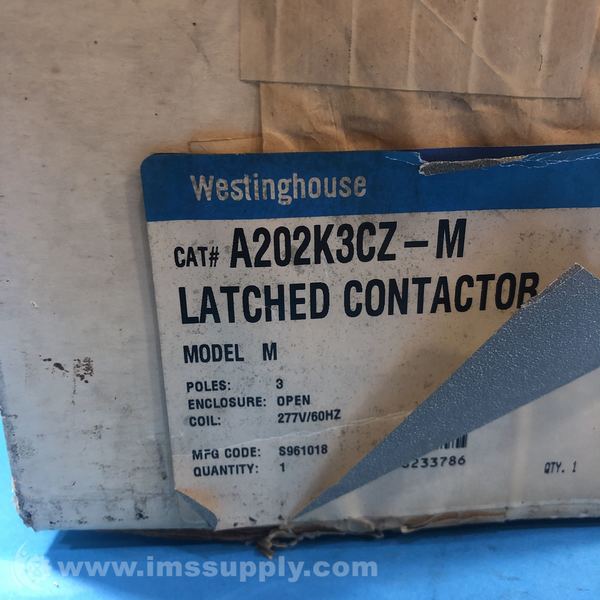 Westinghouse
CAT# A202K3CZ-M
LATCHED CONTACTOR
MODEL M
POLES: 3
ENCLOSURE: OPEN
COIL: 277V/60HZ
MFG CODE: S961018
QUANTITY: 1
233786
QTY. 1
www.imssupply.com